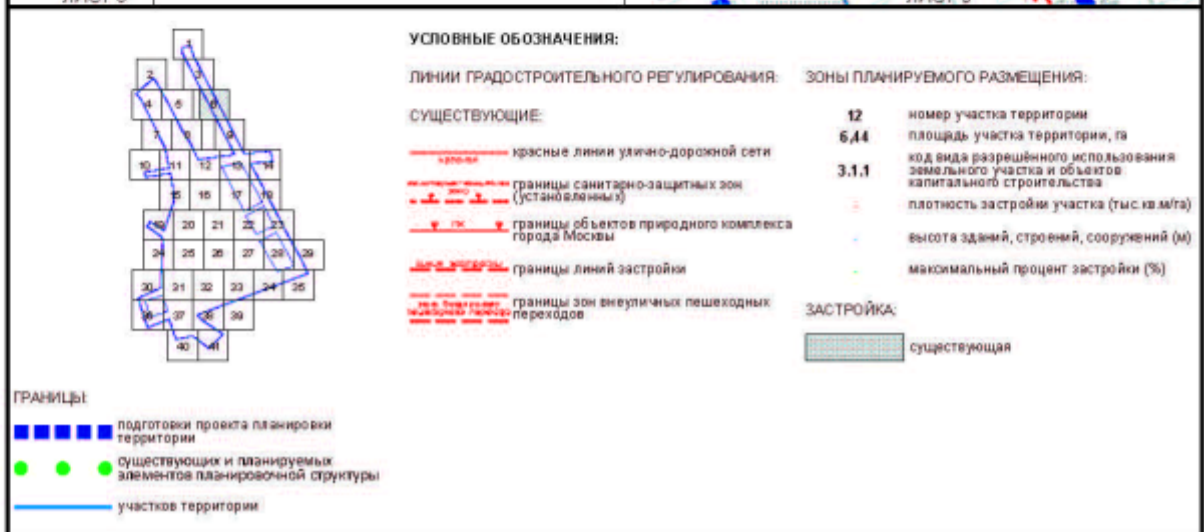 УСЛОВНЫЕ ОБОЗНАЧЕНИЯ:
ЛИНИИ ГРАДОСТРОИТЕЛЬНОГО РЕГУЛИРОВАНИЯ:
СУЩЕСТВУЮЩИЕ:
красные линии улично-дорожной сети
границы санитарно-защитных зон
(установленных)
ПК
границы объектов природного комплекса
города Москвы
границы линий застройки
границы зон внеуличных пешеходных
переходов
ЗОНЫ ПЛАНИРУЕМОГО РАЗМЕЩЕНИЯ:
12 номер участка территории
6,44 площадь участка территории, га
3.1.1 код вида разрешённого использования
земельного участка и объектов
капитального строительства
плотность застройки участка (тыс.кв.м/га)
высота зданий, строений, сооружений (м)
максимальный процент застройки (%)
ЗАСТРОЙКА:
существующая
1
2 3
4 5 6
7 8 9
10 11 12 13 14
15 16 17 18
19 20 21 22 23
24 25 26 27 28 29
30 31 32 33 34 35
36 37 38 39
40 41
ГРАНИЦЫ:
подготовки проекта планировки
территории
существующих и планируемых
элементов планировочной структуры
участков территории